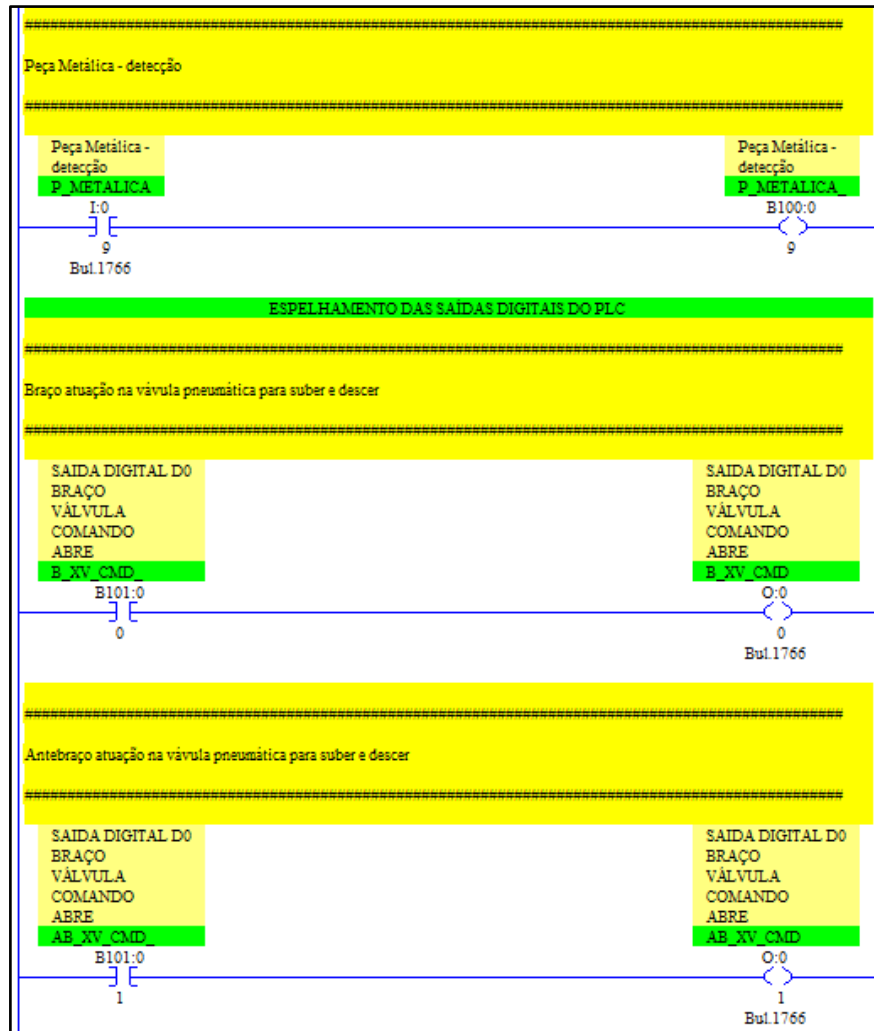 ##########################################################################################
Peça Metálica - detecção
##########################################################################################
Peça Metálica -
detecção
P_METALICA
I:0
9
Bul.1766
Peça Metálica -
detecção
P_METALICA_
B100:0
9
ESPELHAMENTO DAS SAÍDAS DIGITAIS DO PLC
##########################################################################################
Braço atuação na vávula pneumática para suber e descer
##########################################################################################
SAIDA DIGITAL D0
BRAÇO
VÁLVULA
COMANDO
ABRE
B_XV_CMD_
B101:0
0
SAIDA DIGITAL D0
BRAÇO
VÁLVULA
COMANDO
ABRE
B_XV_CMD
O:0
0
Bul.1766
##########################################################################################
Antebraço atuação na vávula pneumática para suber e descer
##########################################################################################
SAIDA DIGITAL D0
BRAÇO
VÁLVULA
COMANDO
ABRE
AB_XV_CMD_
B101:0
1
SAIDA DIGITAL D0
BRAÇO
VÁLVULA
COMANDO
ABRE
AB_XV_CMD
O:0
1
Bul.1766